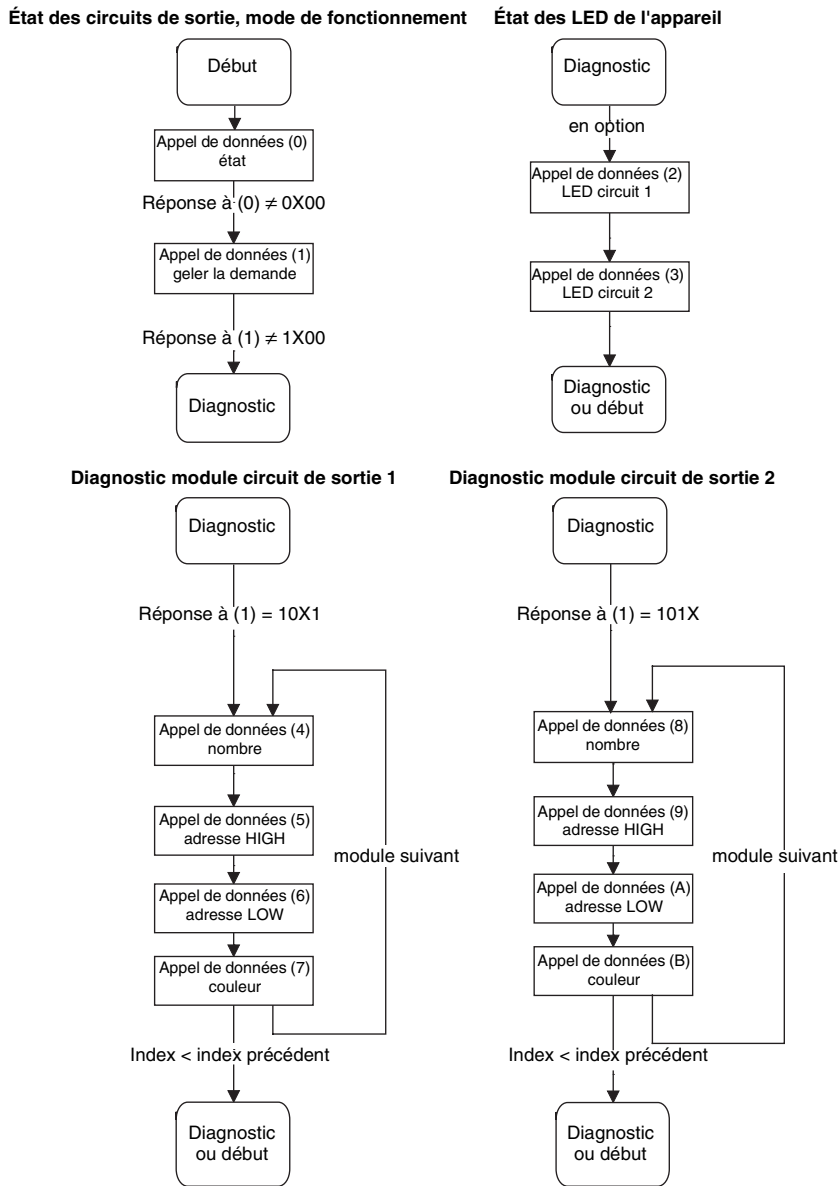 État des circuits de sortie, mode de fonctionnement
Début
Appel de données (0)
état
Réponse à (0) ≠ 0X00
Appel de données (1)
geler la demande
Réponse à (1) ≠ 1X00
Diagnostic
État des LED de l'appareil
Diagnostic
en option
Appel de données (2)
LED circuit 1
Appel de données (3)
LED circuit 2
Diagnostic
ou début
Diagnostic module circuit de sortie 1
Diagnostic
Réponse à (1) = 10X1
Appel de données (4)
nombre
Appel de données (5)
adresse HIGH
module suivant
Appel de données (6)
adresse LOW
Appel de données (7)
couleur
Index < index précédent
Diagnostic
ou début
Diagnostic module circuit de sortie 2
Diagnostic
Réponse à (1) = 101X
Appel de données (8)
nombre
Appel de données (9)
adresse HIGH
module suivant
Appel de données (A)
adresse LOW
Appel de données (B)
couleur
Index < index précédent
Diagnostic
ou début